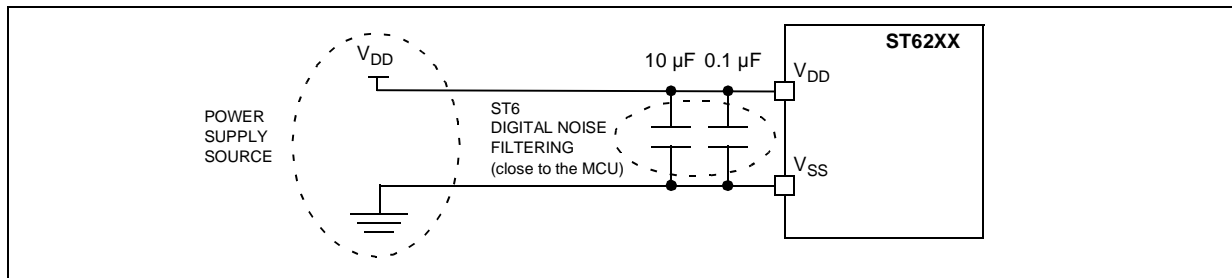 ST62XX
V_DD
10 µF 0.1 µF
V_DD
POWER
SUPPLY
SOURCE
ST6
DIGITAL NOISE
FILTERING
(close to the MCU)
V_SS